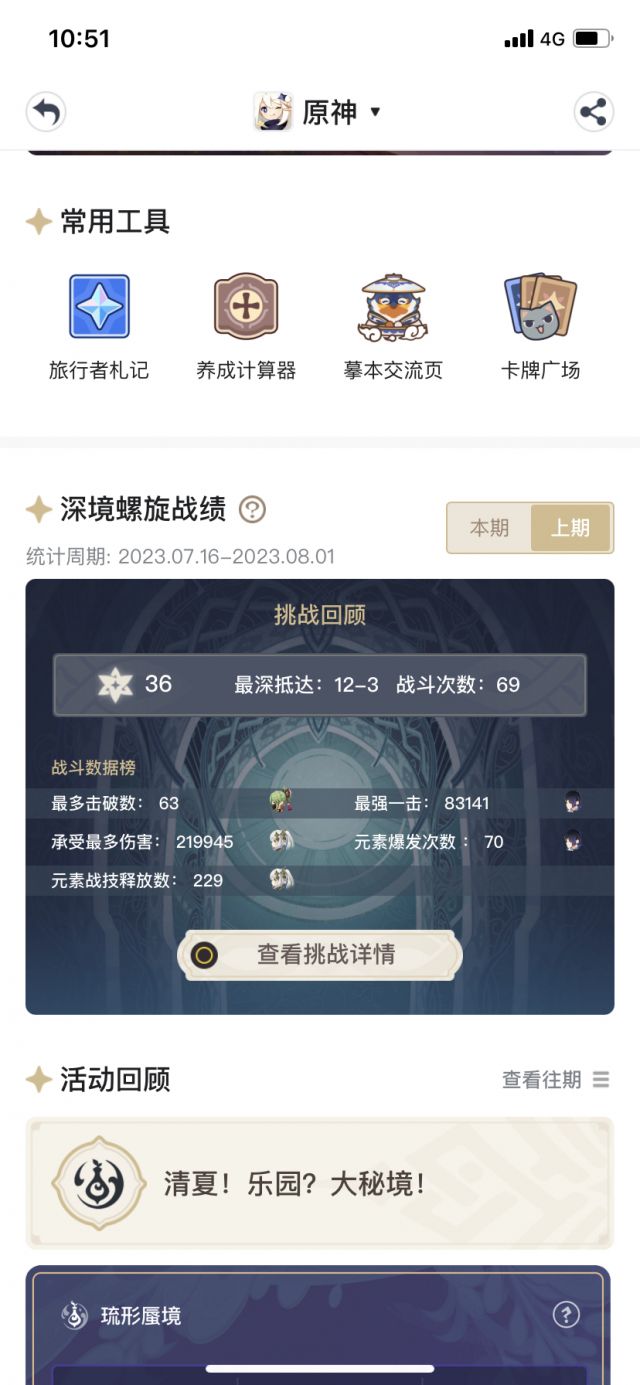 10:51
4G
原神
常用工具
旅行者札记 养成计算器 摹本交流页 卡牌广场
深境螺旋战绩 ?
本期 上期
统计周期: 2023.07.16-2023.08.01
挑战回顾
36 最深抵达：12-3 战斗次数：69
战斗数据榜
最多击破数： 63 最强一击： 83141
承受最多伤害： 219945 元素爆发次数 ： 70
元素战技释放数： 229
查看挑战详情
活动回顾 查看往期
清夏！乐园？大秘境！
琉形蜃境 ?